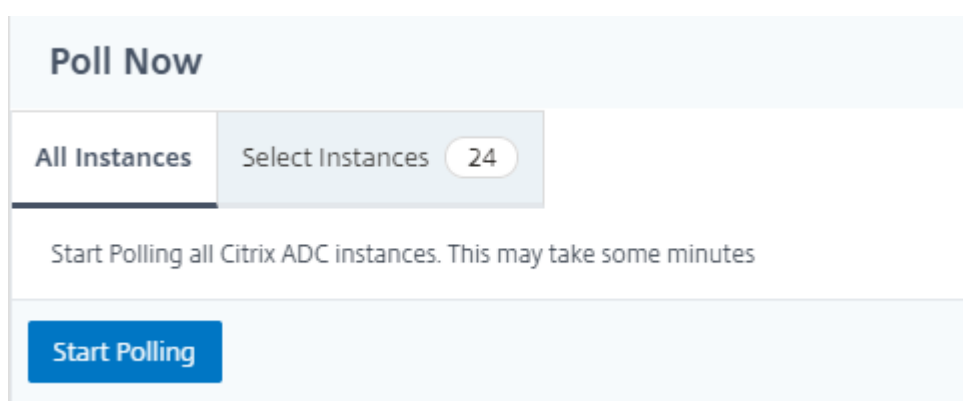 Poll Now
All Instances Select Instances 24
Start Polling all Citrix ADC instances. This may take some minutes
Start Polling